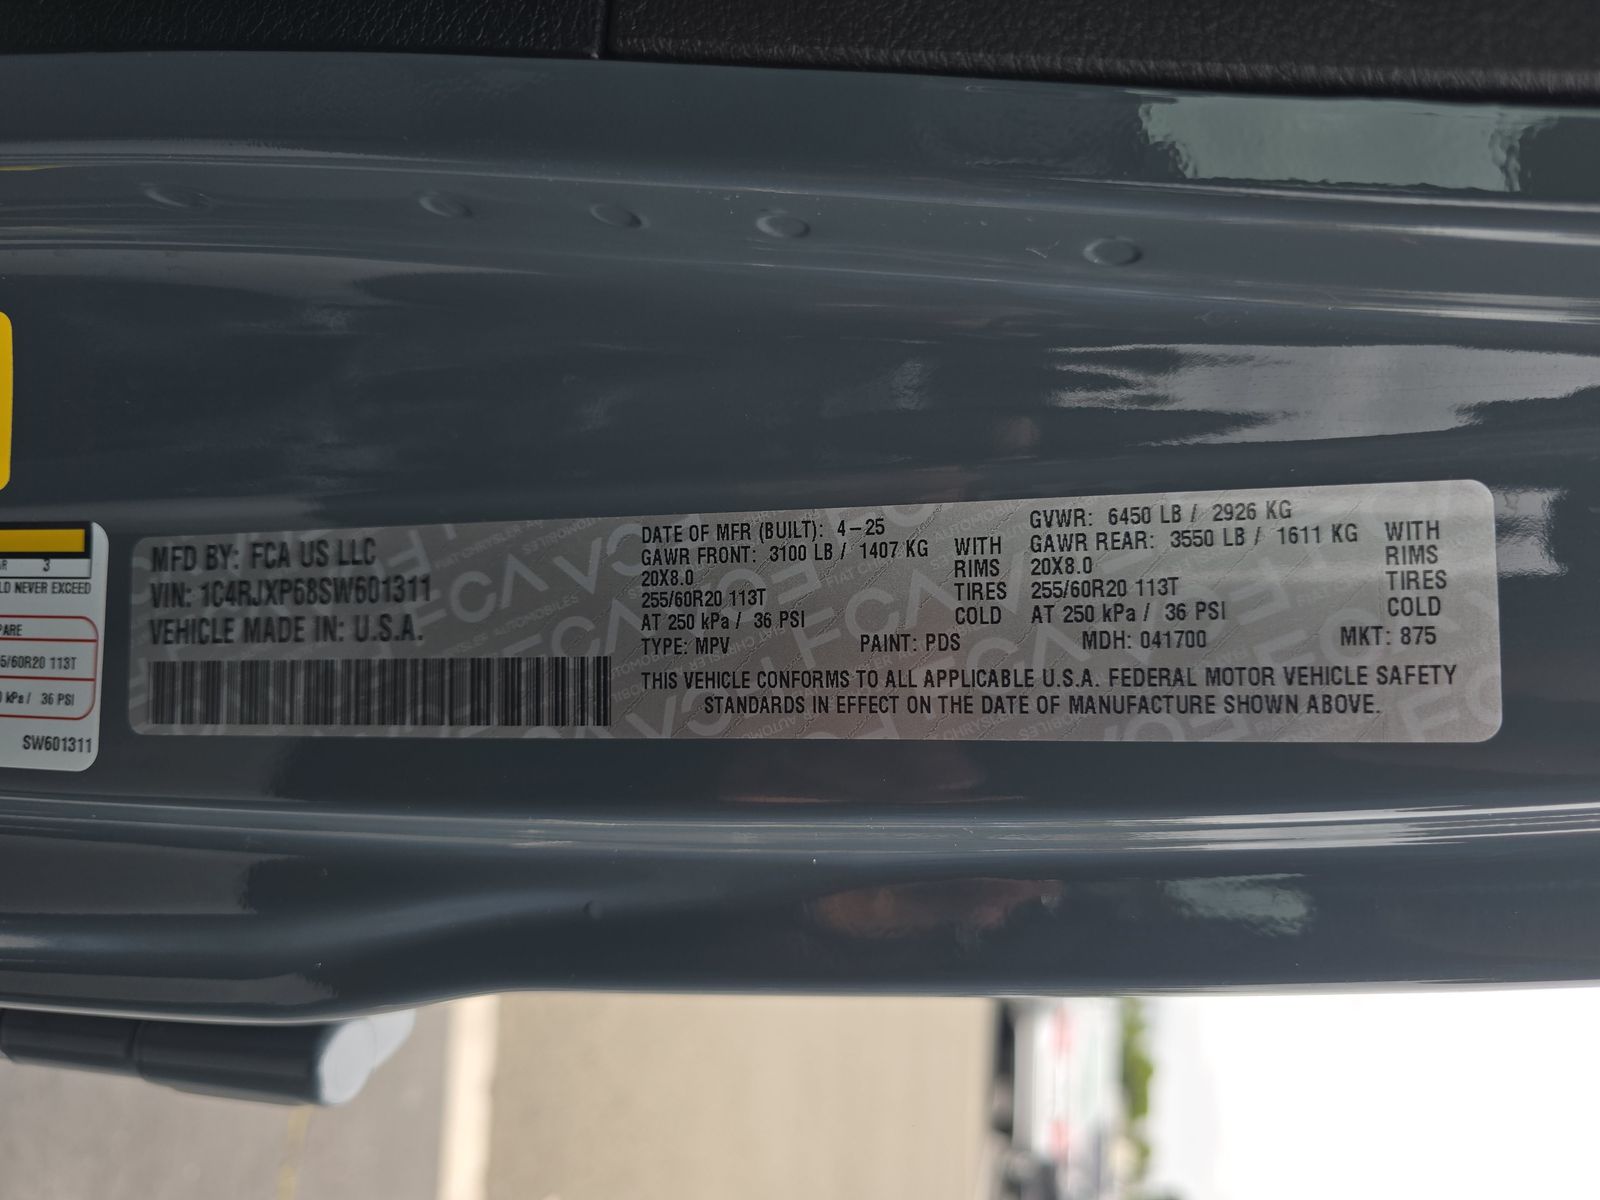 MFD BY: FCA US LLC
VIN: 1C4RJXP68SW601311
VEHICLE MADE IN: U.S.A.
DATE OF MFR (BUILT): 4-25
GAWR FRONT: 3100 LB / 1407 KG WITH
20X8.0 RIMS
255/60R20 113T TIRES
AT 250 kPa / 36 PSI COLD
GVWR: 6450 LB / 2926 KG
GAWR REAR: 3550 LB / 1611 KG WITH
20X8.0 RIMS
255/60R20 113T TIRES
AT 250 kPa / 36 PSI COLD
TYPE: MPV PAINT: PDS MDH: 041700 MKT: 875
THIS VEHICLE CONFORMS TO ALL APPLICABLE U.S.A. FEDERAL MOTOR VEHICLE SAFETY
STANDARDS IN EFFECT ON THE DATE OF MANUFACTURE SHOWN ABOVE.
3
NEVER EXCEED
5/60R20 113T
kPa / 36 PSI
SW601311